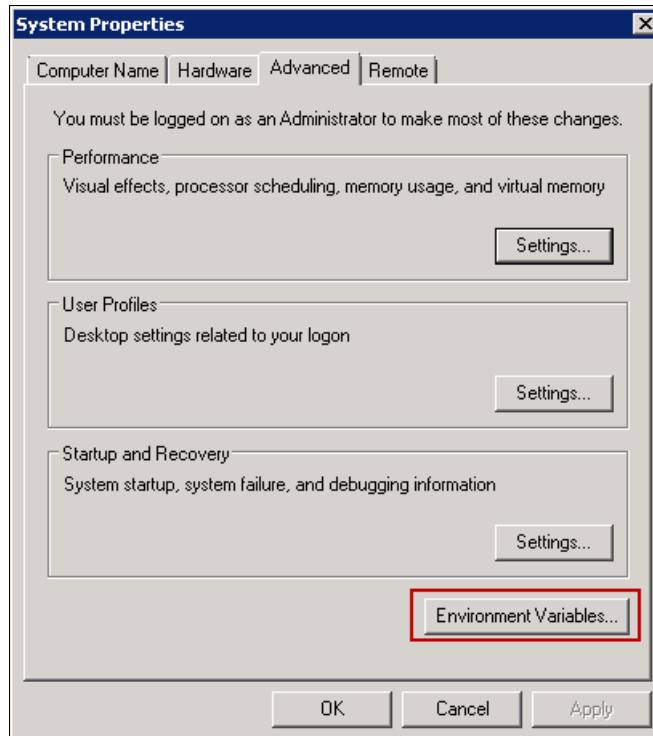 System Properties
Computer Name Hardware Advanced Remote
You must be logged on as an Administrator to make most of these changes.
Performance
Visual effects, processor scheduling, memory usage, and virtual memory
Settings...
User Profiles
Desktop settings related to your logon
Settings...
Startup and Recovery
System startup, system failure, and debugging information
Settings...
Environment Variables...
OK Cancel Apply